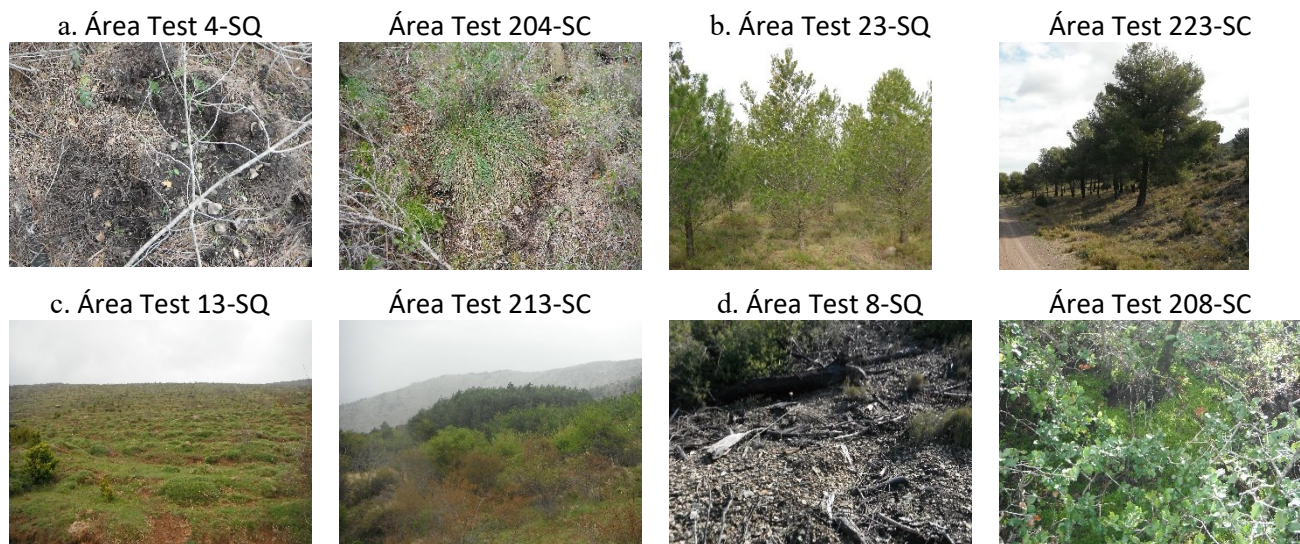 a. Área Test 4-SQ
Área Test 204-SC
b. Área Test 23-SQ
Área Test 223-SC
c. Área Test 13-SQ
Área Test 213-SC
d. Área Test 8-SQ
Área Test 208-SC